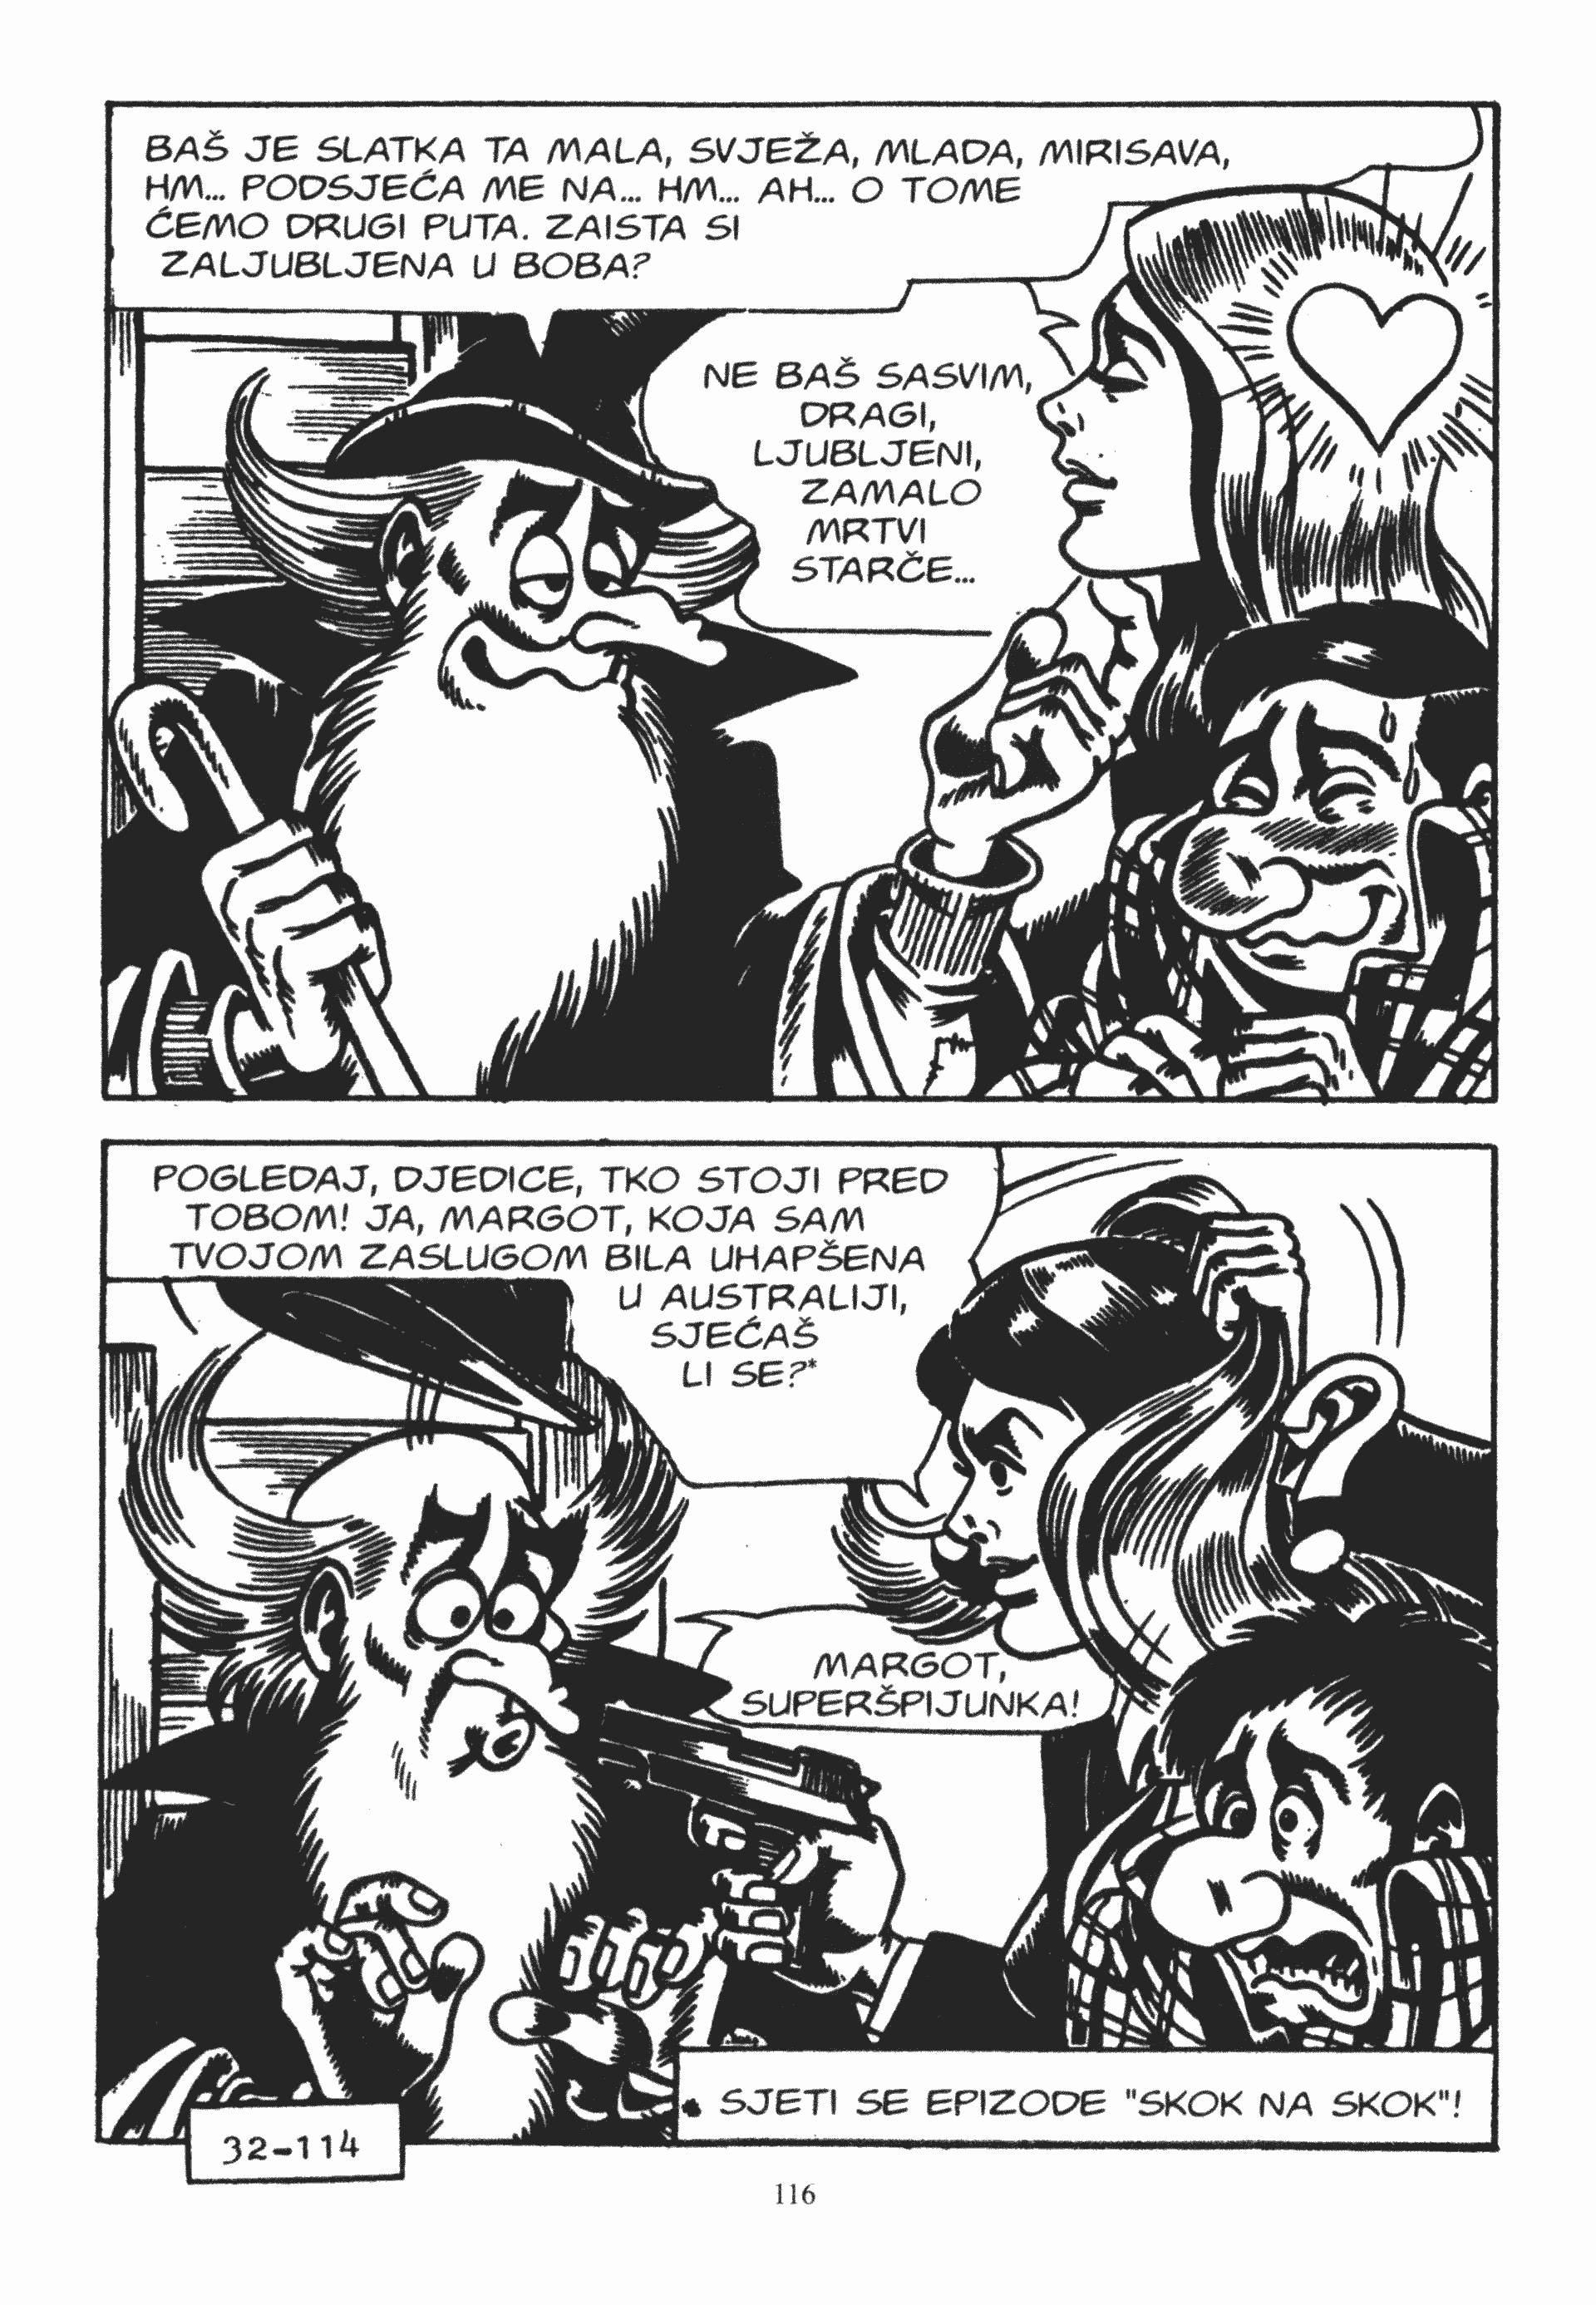 BAŠ JE SLATKA TA MALA, SVJEŽA, MLADA, MIRISAVA,
HM... PODSJEĆA ME NA... HM... AH... O TOME
ĆEMO DRUGI PUTA. ZAISTA SI
ZALJUBLJENA U BOBA?
NE BAŠ SASVIM,
DRAGI,
LJUBLJENI,
ZAMALO
MRTVI
STARČE...
POGLEDAJ, DJEDICE, TKO STOJI PRED
TOBOM! JA, MARGOT, KOJA SAM
TVOJOM ZASLUGOM BILA UHAPŠENA
U AUSTRALIJI,
SJEĆAŠ
LI SE?*
MARGOT,
SUPERŠPIJUNKA!
* SJETI SE EPIZODE "SKOK NA SKOK"!
32-114
116